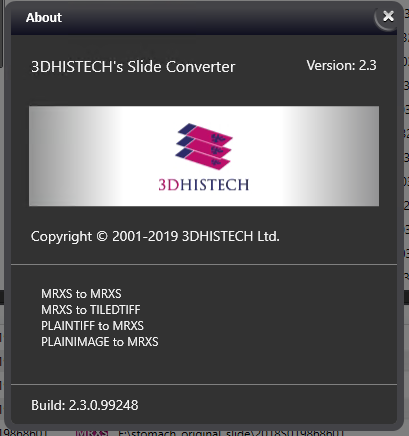 About
3DHISTECH's Slide Converter
Version: 2.3
3DHISTECH
Copyright © 2001-2019 3DHISTECH Ltd.
MRXS to MRXS
MRXS to TILEDTIFF
PLAINTIFF to MRXS
PLAINIMAGE to MRXS
Build: 2.3.0.99248